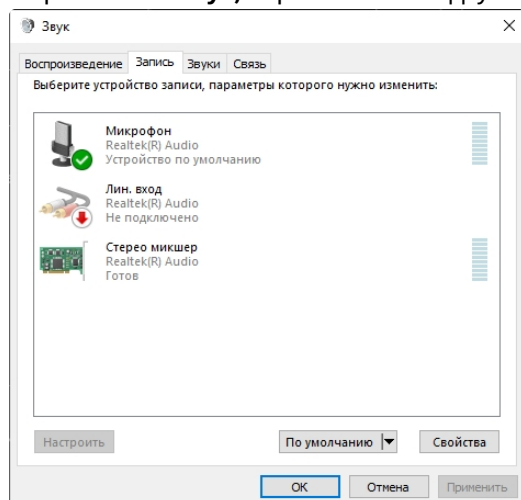 Звук
Воспроизведение Запись Звуки Связь
Выберите устройство записи, параметры которого нужно изменить:
Микрофон
Realtek(R) Audio
Устройство по умолчанию
Лин. вход
Realtek(R) Audio
Не подключено
Стерео микшер
Realtek(R) Audio
Готов
Настроить По умолчанию Свойства
ОК Отмена Применить